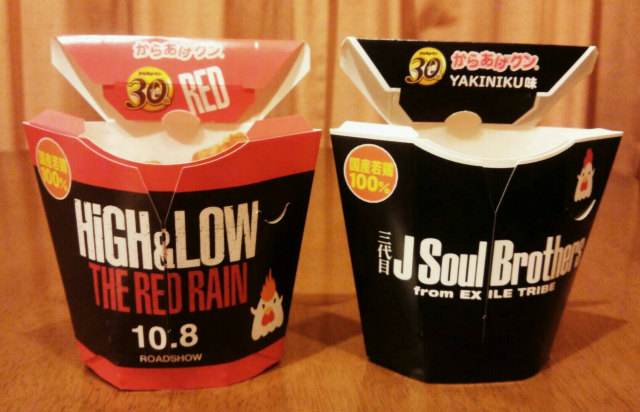 からあげクン
30
RED
国産若鶏
100%
HiGH&LOW
THE RED RAIN
10.8
ROADSHOW
からあげクン
30
YAKINIKU味
国産若鶏
100%
三代目
J Soul Brothers
from EXILE TRIBE